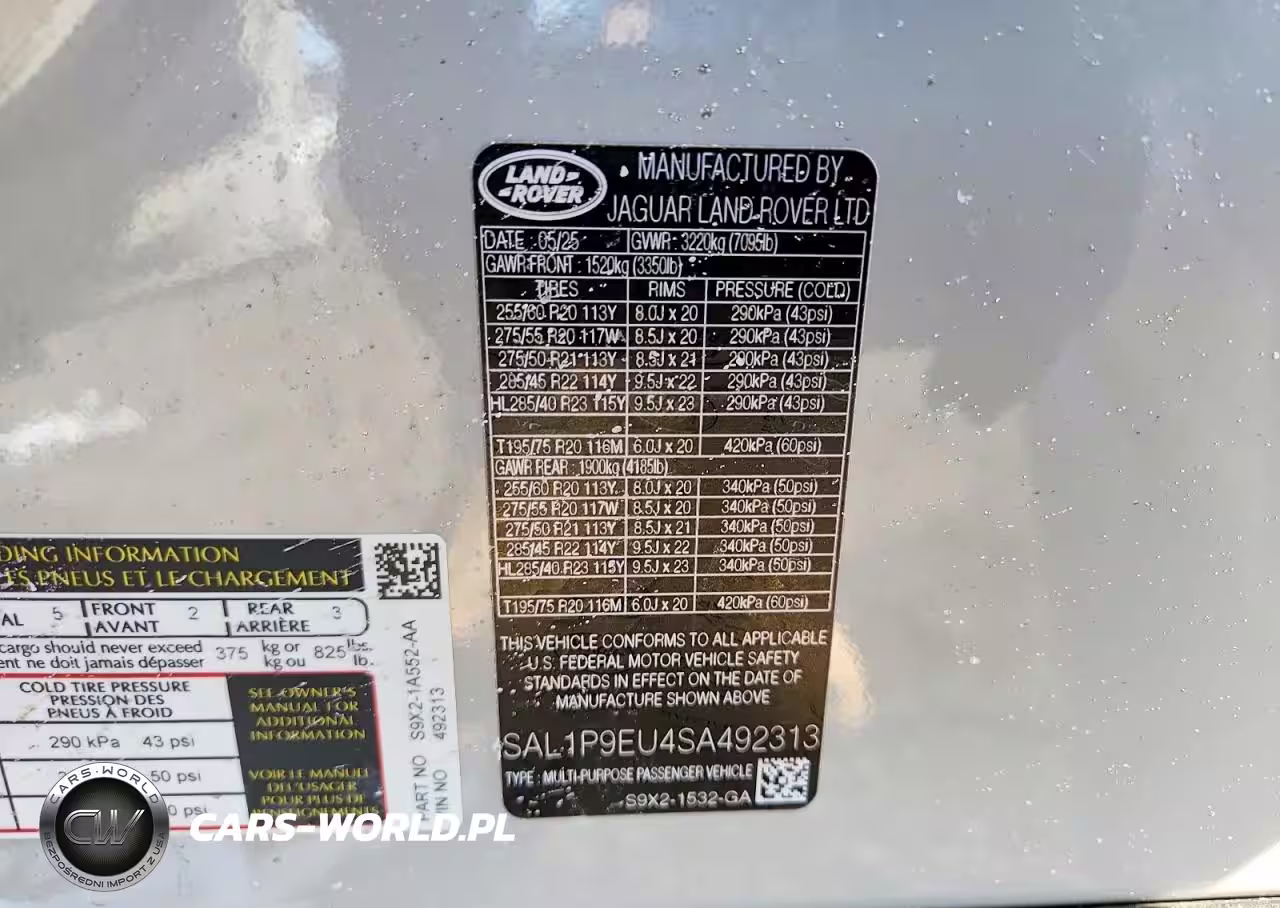 LAND-
-ROVER
MANUFACTURED BY
JAGUAR LAND ROVER LTD
DATE : 05/25 GVWR : 3220kg (7095lb)
GAWR FRONT : 1520kg (3350lb)
TIRES RIMS PRESSURE (COLD)
255/60 R20 113Y 8.0J x 20 290kPa (43psi)
275/55 R20 117W 8.5J x 20 290kPa (43psi)
275/50 R21 113Y 8.5J x 21 290kPa (43psi)
285/45 R22 114Y 9.5J x 22 290kPa (43psi)
HL285/40 R23 115Y 9.5J x 23 290kPa (43psi)
T195/75 R20 116M 6.0J x 20 420kPa (60psi)
GAWR REAR : 1900kg (4185lb)
255/60 R20 113Y 8.0J x 20 340kPa (50psi)
275/55 R20 117W 8.5J x 20 340kPa (50psi)
275/50 R21 113Y 8.5J x 21 340kPa (50psi)
285/45 R22 114Y 9.5J x 22 340kPa (50psi)
HL285/40 R23 115Y 9.5J x 23 340kPa (50psi)
T195/75 R20 116M 6.0J x 20 420kPa (60psi)
THIS VEHICLE CONFORMS TO ALL APPLICABLE
U.S. FEDERAL MOTOR VEHICLE SAFETY
STANDARDS IN EFFECT ON THE DATE OF
MANUFACTURE SHOWN ABOVE
SAL1P9EU4SA492313
TYPE : MULTI-PURPOSE PASSENGER VEHICLE
S9X2-1532-GA
DING INFORMATION
ES PNEUS ET LE CHARGEMENT
AL 5 FRONT AVANT 2 REAR ARRIÈRE 3
cargo should never exceed 375 kg or 825 lbs.
ent ne doit jamais dépasser kg ou lb.
COLD TIRE PRESSURE
PRESSION DES
PNEUS À FROID
290 kPa 43 psi
50 psi
0 psi
SEE OWNER'S
MANUAL FOR
ADDITIONAL
INFORMATION
VOIR LE MANUEL
DE L'USAGER
POUR PLUS DE
RENSEIGNEMENTS
PART NO S9X2-1A552-AA
VIN NO 492313
CARS-WORLD
CW
BEZPOŚREDNI IMPORT Z USA
CARS-WORLD.PL